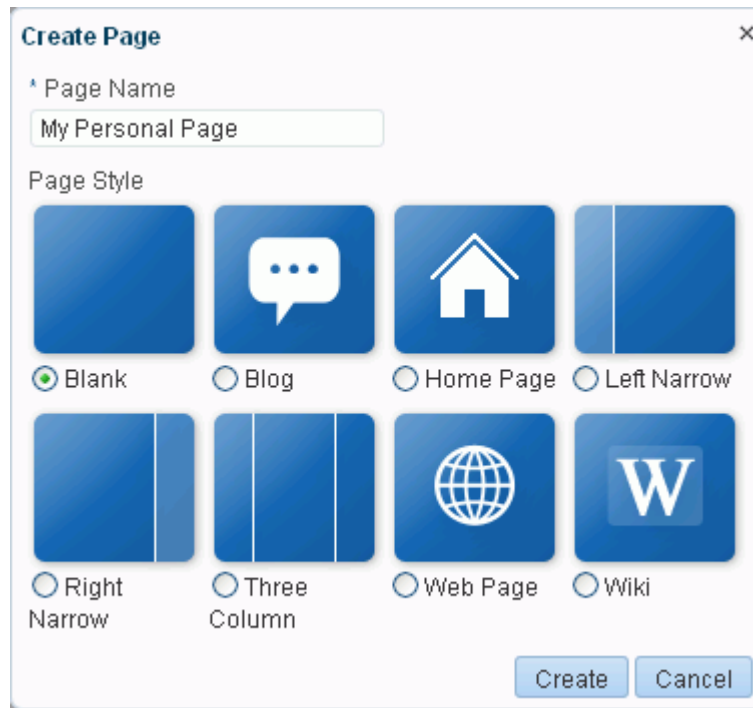 Create Page
* Page Name
My Personal Page
Page Style
Blank Blog Home Page Left Narrow
W
Right Three Web Page Wiki
Narrow Column
Create Cancel